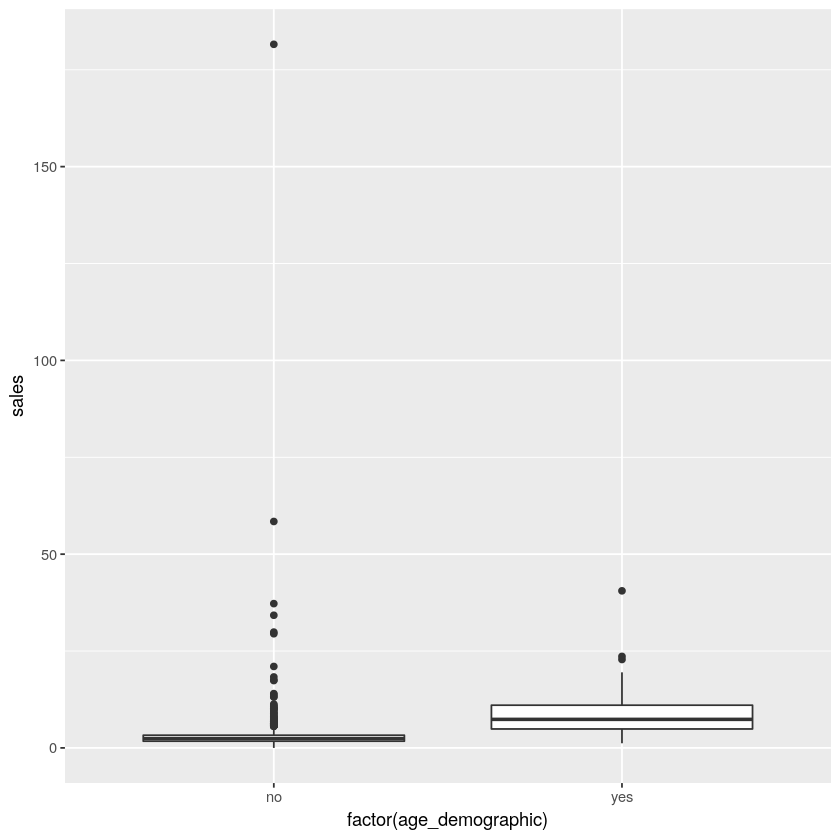 sales
150
100
50
0
no
yes
factor(age_demographic)